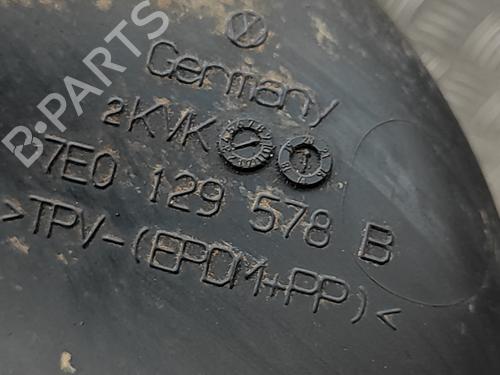 Germany
2KVK
7E0 129 578 B
>TPV-(EPDM+PP)<
B-PARTS